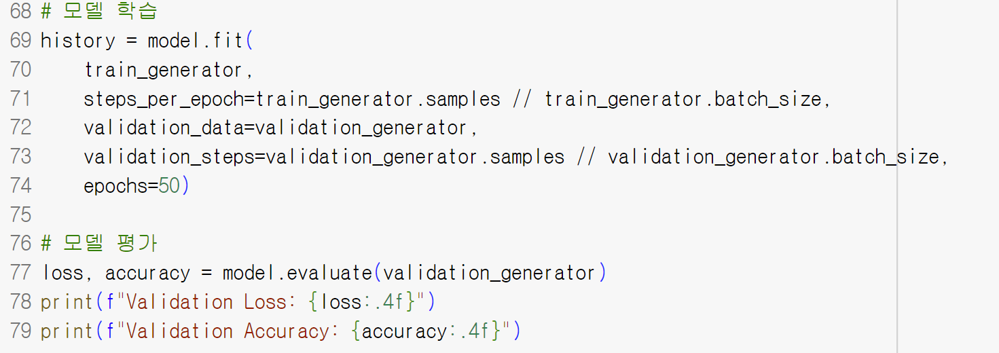 68 # 모델 학습
69 history = model.fit(
70     train_generator,
71     steps_per_epoch=train_generator.samples // train_generator.batch_size,
72     validation_data=validation_generator,
73     validation_steps=validation_generator.samples // validation_generator.batch_size,
74     epochs=50)
75
76 # 모델 평가
77 loss, accuracy = model.evaluate(validation_generator)
78 print(f"Validation Loss: {loss:.4f}")
79 print(f"Validation Accuracy: {accuracy:.4f}")